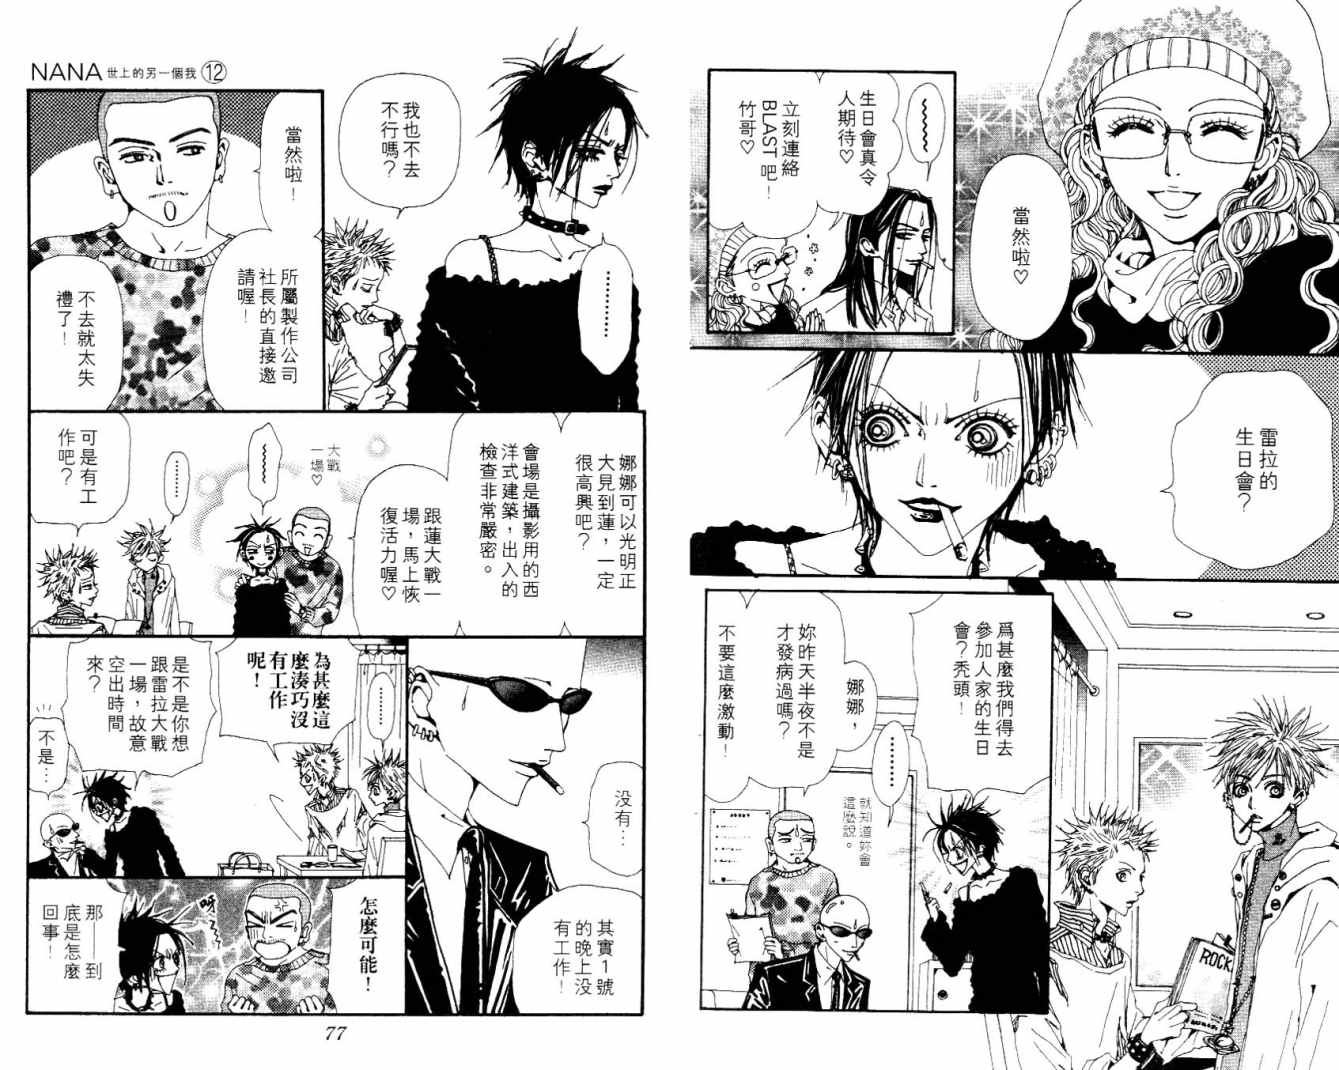 當然啦♡
生日會真令
人期待♡
立刻連絡
BLAST吧！
竹哥♡
雷拉的
生日會？
爲甚麼我們得去
參加人家的生日
會？禿頭！
娜娜，
妳昨天半夜不是
才發病過嗎？
不要這麼激動！
就知道妳會
這麼說。
ROCK
NANA 世上的另一個我 ⑫
我也不去
不行嗎？
當然啦！
所屬製作公司
社長的直接邀
請喔！
不去就太失
禮了！
娜娜可以光明正
大見到蓮，一定
很高興吧？
會場是攝影用的西
洋式建築，出入的
檢查非常嚴密。
跟蓮大戰一
場，馬上恢
復活力喔♡
大戰
一場♡
可是有工
作吧？
没有…
其實1號
的晚上没
有工作！
為甚麼這
麼湊巧沒
有工作
呢！
是不是你想
跟雷拉大戰
一場，故意
空出時間
來？
不是…
怎麼可能！
呀
那——到
底是怎麼
回事！
77